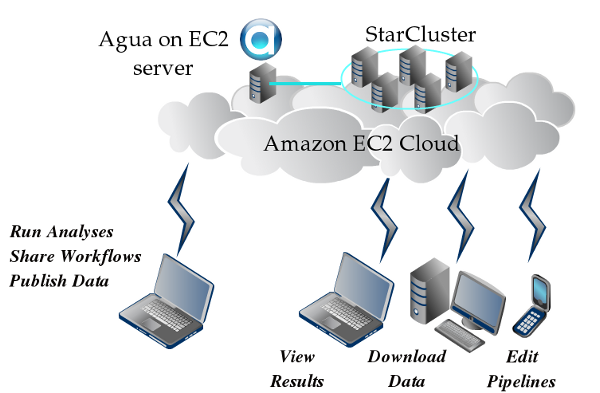 Agua on EC2
server
StarCluster
Amazon EC2 Cloud
Run Analyses
Share Workflows
Publish Data
View
Results
Download
Data
Edit
Pipelines